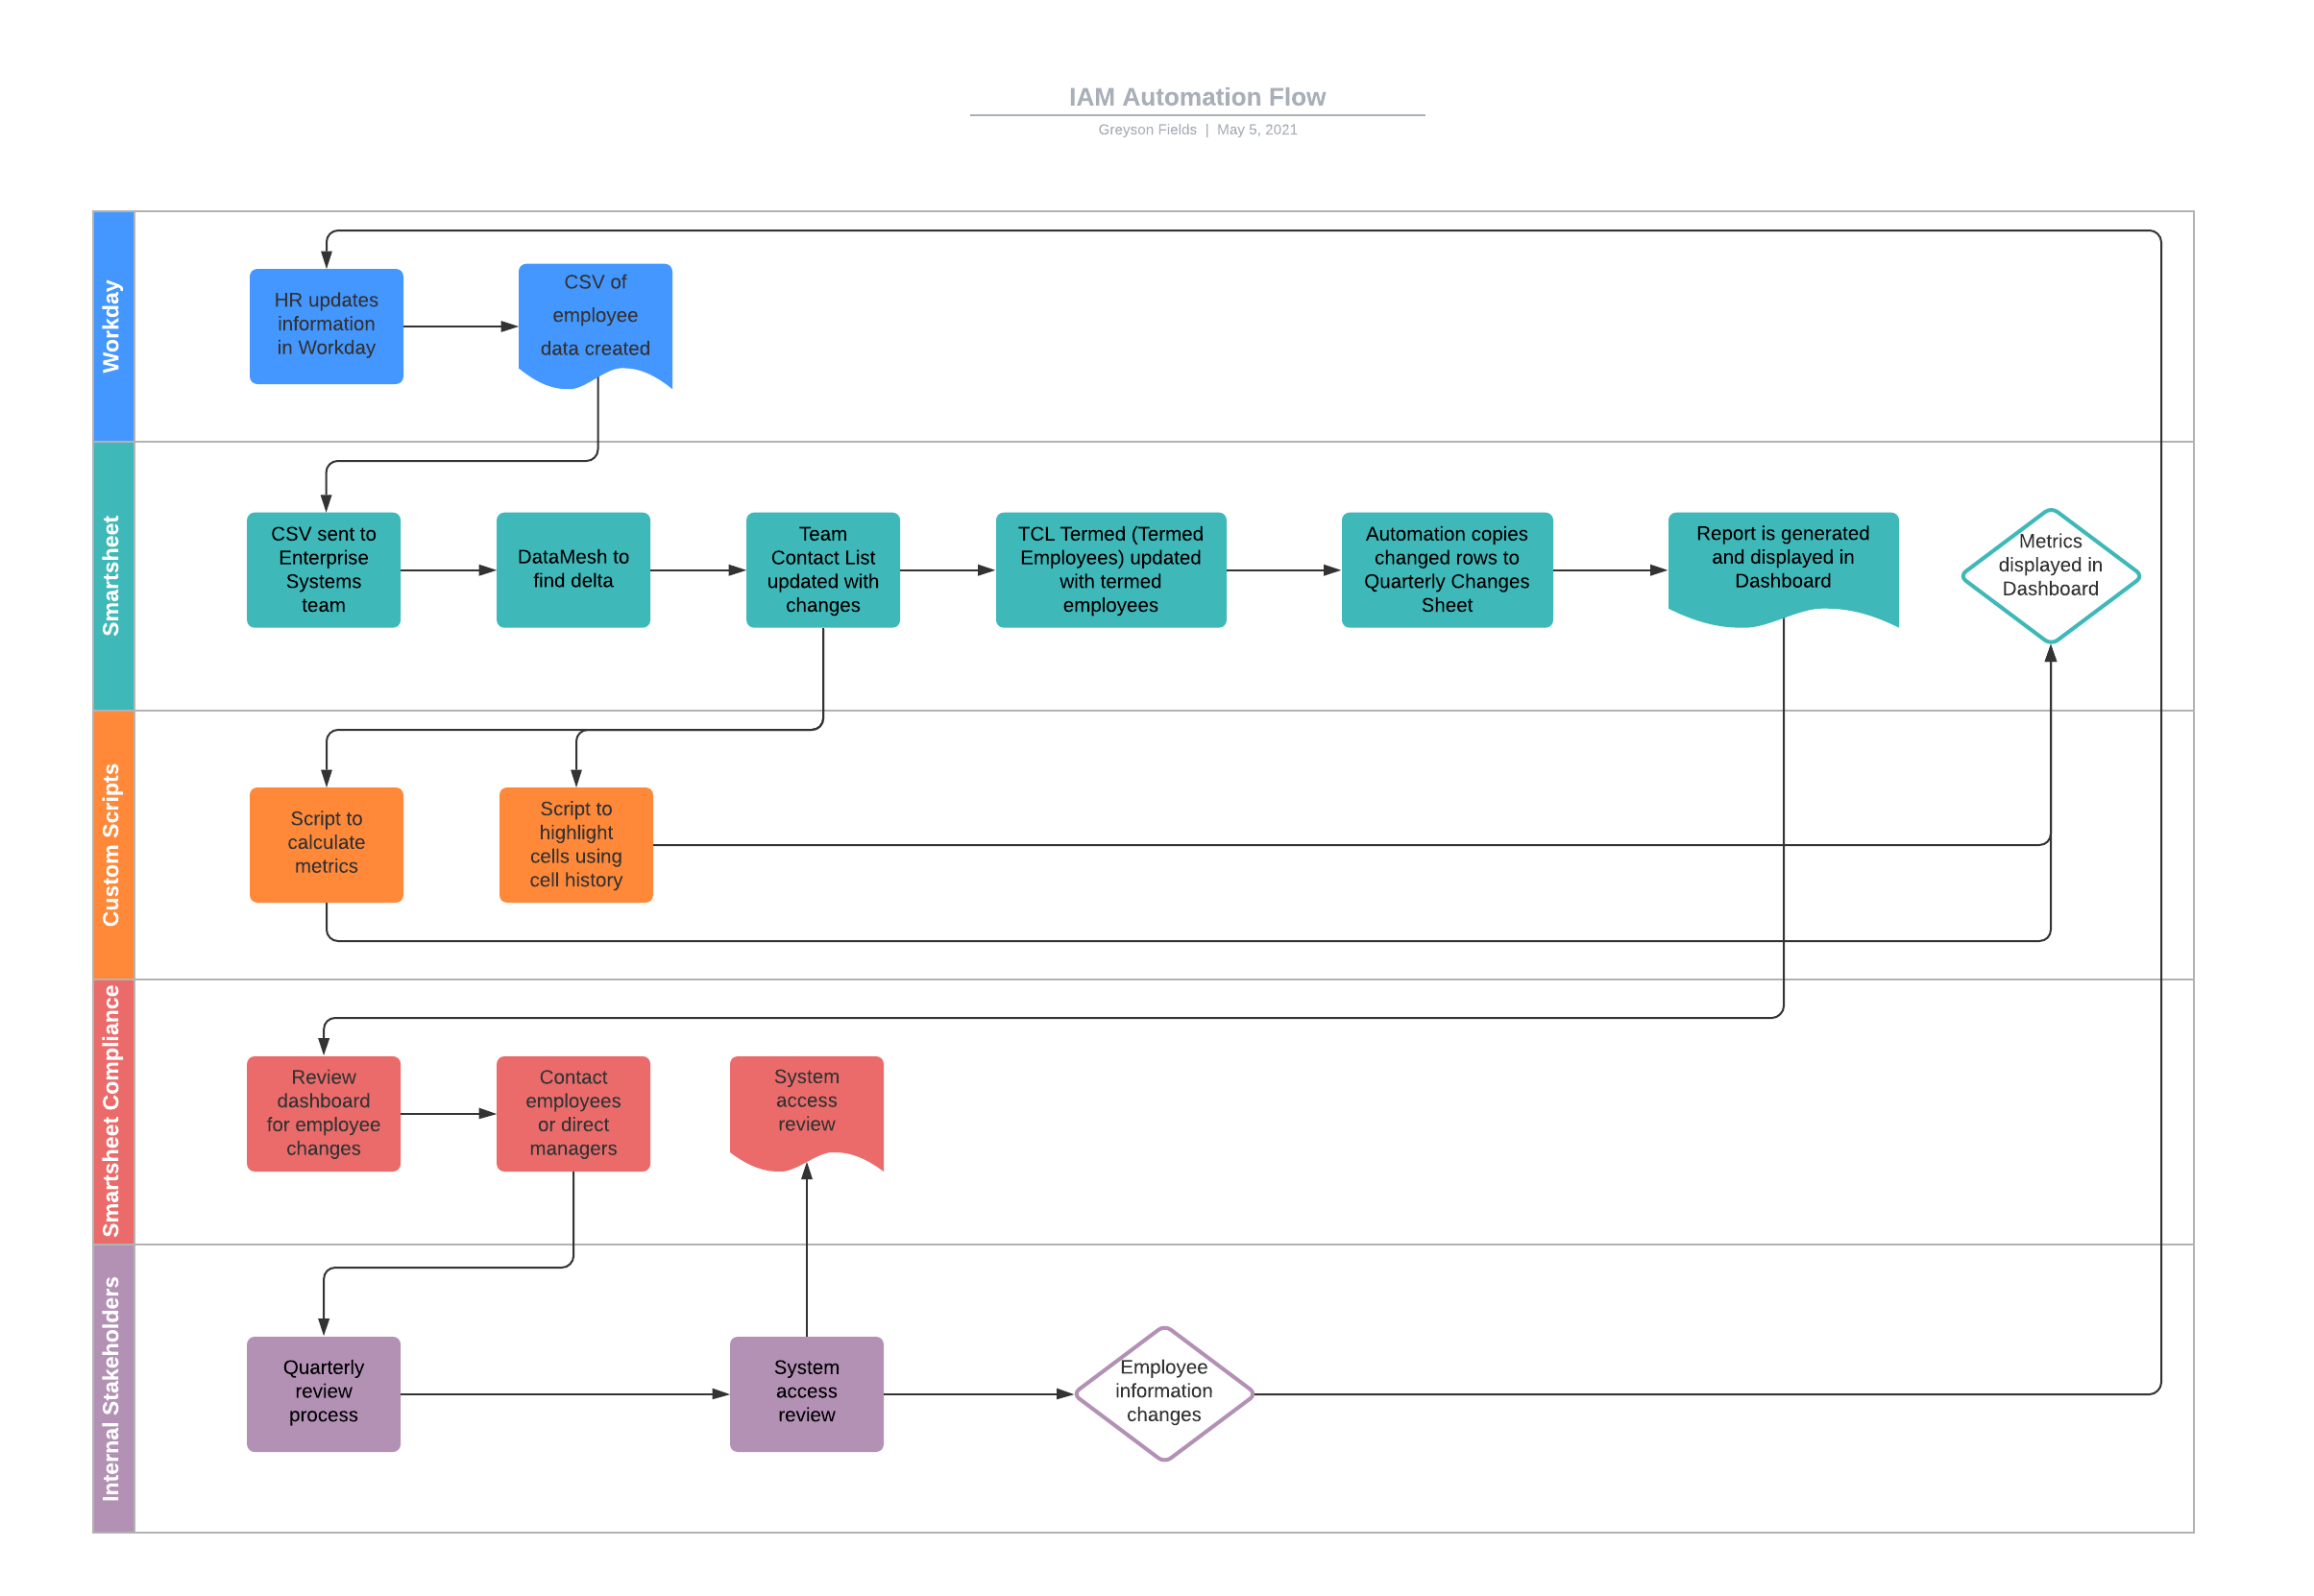 IAM Automation Flow
Greyson Fields | May 5, 2021
Workday
HR updates
information
in Workday
CSV of
employee
data created
Smartsheet
CSV sent to
Enterprise
Systems
team
DataMesh to
find delta
Team
Contact List
updated with
changes
TCL Termed (Termed
Employees) updated
with termed
employees
Automation copies
changed rows to
Quarterly Changes
Sheet
Report is generated
and displayed in
Dashboard
Metrics
displayed in
Dashboard
Custom Scripts
Script to
calculate
metrics
Script to
highlight
cells using
cell history
Smartsheet Compliance
Review
dashboard
for employee
changes
Contact
employees
or direct
managers
System
access
review
Internal Stakeholders
Quarterly
review
process
System
access
review
Employee
information
changes